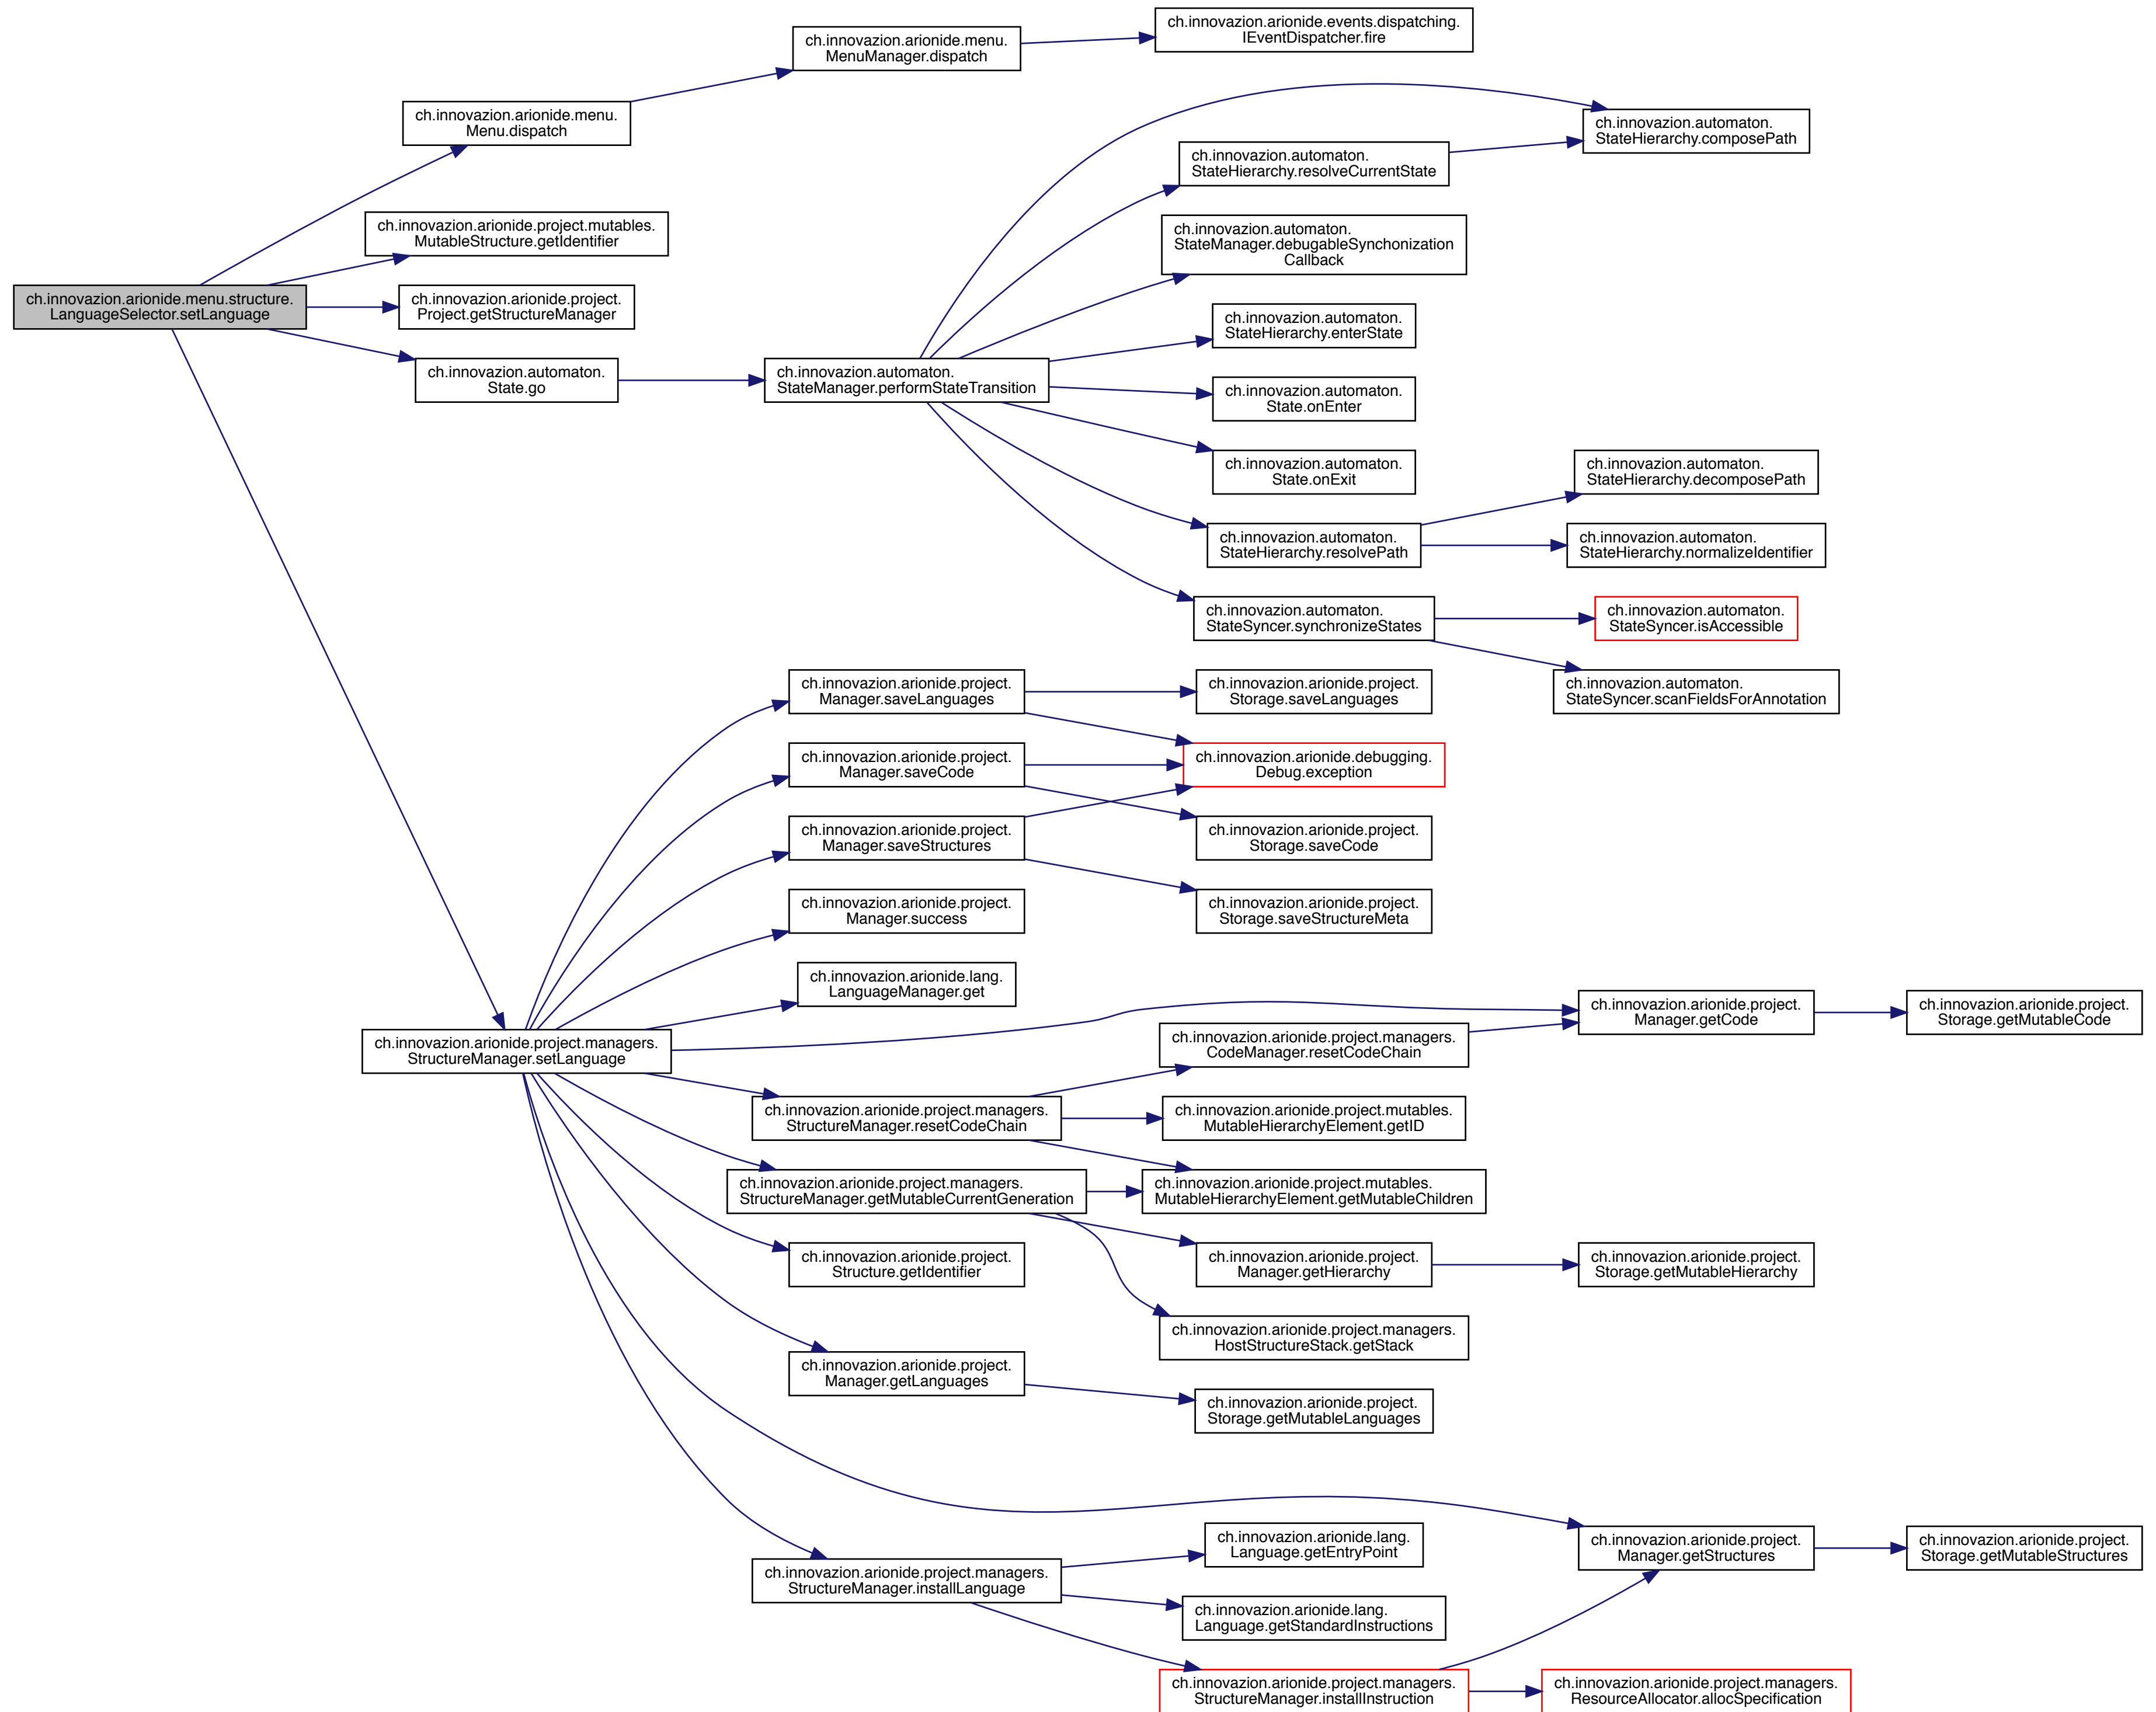 ch.innovazion.arionide.events.dispatching.
IEventDispatcher.fire
ch.innovazion.arionide.menu.
MenuManager.dispatch
ch.innovazion.arionide.menu.
Menu.dispatch
ch.innovazion.automaton.
StateHierarchy.composePath
ch.innovazion.automaton.
StateHierarchy.resolveCurrentState
ch.innovazion.arionide.project.mutables.
MutableStructure.getIdentifier
ch.innovazion.automaton.
StateManager.debugableSynchonization
Callback
ch.innovazion.arionide.menu.structure.
LanguageSelector.setLanguage
ch.innovazion.arionide.project.
Project.getStructureManager
ch.innovazion.automaton.
StateHierarchy.enterState
ch.innovazion.automaton.
State.go
ch.innovazion.automaton.
StateManager.performStateTransition
ch.innovazion.automaton.
State.onEnter
ch.innovazion.automaton.
State.onExit
ch.innovazion.automaton.
StateHierarchy.decomposePath
ch.innovazion.automaton.
StateHierarchy.resolvePath
ch.innovazion.automaton.
StateHierarchy.normalizeIdentifier
ch.innovazion.automaton.
StateSyncer.synchronizeStates
ch.innovazion.automaton.
StateSyncer.isAccessible
ch.innovazion.automaton.
StateSyncer.scanFieldsForAnnotation
ch.innovazion.arionide.project.
Manager.saveLanguages
ch.innovazion.arionide.project.
Storage.saveLanguages
ch.innovazion.arionide.project.
Manager.saveCode
ch.innovazion.arionide.debugging.
Debug.exception
ch.innovazion.arionide.project.
Manager.saveStructures
ch.innovazion.arionide.project.
Storage.saveCode
ch.innovazion.arionide.project.
Manager.success
ch.innovazion.arionide.project.
Storage.saveStructureMeta
ch.innovazion.arionide.lang.
LanguageManager.get
ch.innovazion.arionide.project.
Manager.getCode
ch.innovazion.arionide.project.
Storage.getMutableCode
ch.innovazion.arionide.project.managers.
StructureManager.setLanguage
ch.innovazion.arionide.project.managers.
CodeManager.resetCodeChain
ch.innovazion.arionide.project.managers.
StructureManager.resetCodeChain
ch.innovazion.arionide.project.mutables.
MutableHierarchyElement.getID
ch.innovazion.arionide.project.managers.
StructureManager.getMutableCurrentGeneration
ch.innovazion.arionide.project.mutables.
MutableHierarchyElement.getMutableChildren
ch.innovazion.arionide.project.
Structure.getIdentifier
ch.innovazion.arionide.project.
Manager.getHierarchy
ch.innovazion.arionide.project.
Storage.getMutableHierarchy
ch.innovazion.arionide.project.managers.
HostStructureStack.getStack
ch.innovazion.arionide.project.
Manager.getLanguages
ch.innovazion.arionide.project.
Storage.getMutableLanguages
ch.innovazion.arionide.lang.
Language.getEntryPoint
ch.innovazion.arionide.project.
Manager.getStructures
ch.innovazion.arionide.project.
Storage.getMutableStructures
ch.innovazion.arionide.project.managers.
StructureManager.installLanguage
ch.innovazion.arionide.lang.
Language.getStandardInstructions
ch.innovazion.arionide.project.managers.
StructureManager.installInstruction
ch.innovazion.arionide.project.managers.
ResourceAllocator.allocSpecification